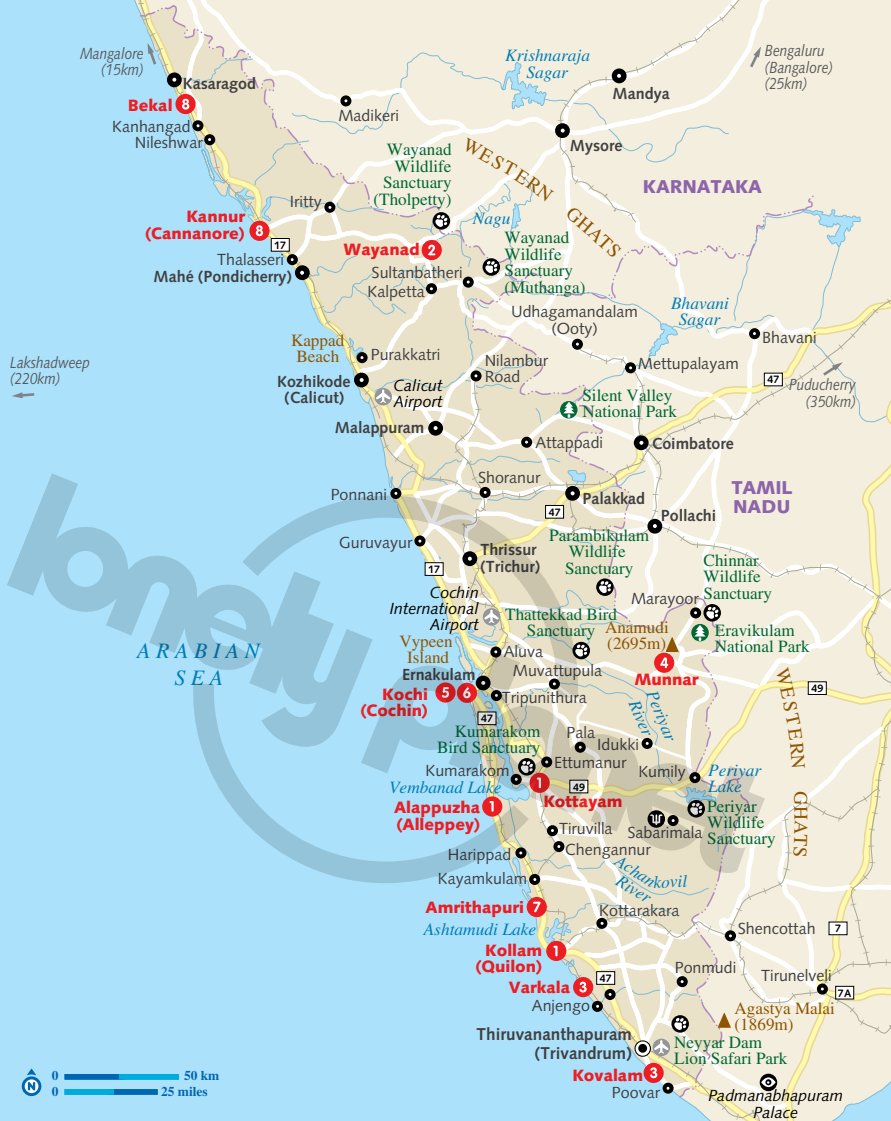 Mangalore
(15km)
Kasaragod
Bekal 8
Kanhangad
Nileshwar
Madikeri
Krishnaraja
Sagar
Mandya
Bengaluru
(Bangalore)
(25km)
Mysore
WESTERN
GHATS
KARNATAKA
Wayanad
Wildlife
Sanctuary
(Tholpetty)
Iritty
Nagu
Kannur
(Cannanore) 8
17
Wayanad 2
Wayanad
Wildlife
Sanctuary
(Muthanga)
Thalasseri
Mahé (Pondicherry)
Sultanbatheri
Kalpetta
Udhagamandalam
(Ooty)
Bhavani
Sagar
Bhavani
Kappad
Beach
Purakkatri
Lakshadweep
(220km)
Nilambur
Road
Mettupalayam
47
Puducherry
(350km)
Kozhikode
(Calicut)
Calicut
Airport
Silent Valley
National Park
Malappuram
Attappadi
Coimbatore
Ponnani
Shoranur
Palakkad
47
TAMIL
NADU
Pollachi
Guruvayur
Thrissur
(Trichur)
17
Parambikulam
Wildlife
Sanctuary
Chinnar
Wildlife
Sanctuary
Cochin
International
Airport
Marayoor
Thattekkad Bird
Sanctuary
Anamudi
(2695m)
Eravikulam
National Park
ARABIAN
SEA
Vypeen
Island
Aluva
4
Munnar
Ernakulam
Muvattupula
Kochi
(Cochin) 5 6
Tripunithura
49
WESTERN
GHATS
47
Periyar
River
Kumarakom
Bird Sanctuary
Pala
Idukki
Ettumanur
Kumarakom
Kumily
Periyar
Lake
Vembanad Lake
1
Kottayam
49
Alappuzha
(Alleppey) 1
Periyar
Wildlife
Sanctuary
Sabarimala
Tiruvilla
Chengannur
Harippad
Achankovil
River
Kayamkulam
Amrithapuri 7
Kottarakara
Ashtamudi Lake
Shencottah
7
Kollam
(Quilon) 1
Varkala 3
47
Ponmudi
Tirunelveli
7A
Anjengo
Agastya Malai
(1869m)
Thiruvananthapuram
(Trivandrum)
Neyyar Dam
Lion Safari Park
Kovalam 3
Poovar
Padmanabhapuram
Palace
N
0 50 km
0 25 miles
lonely planet